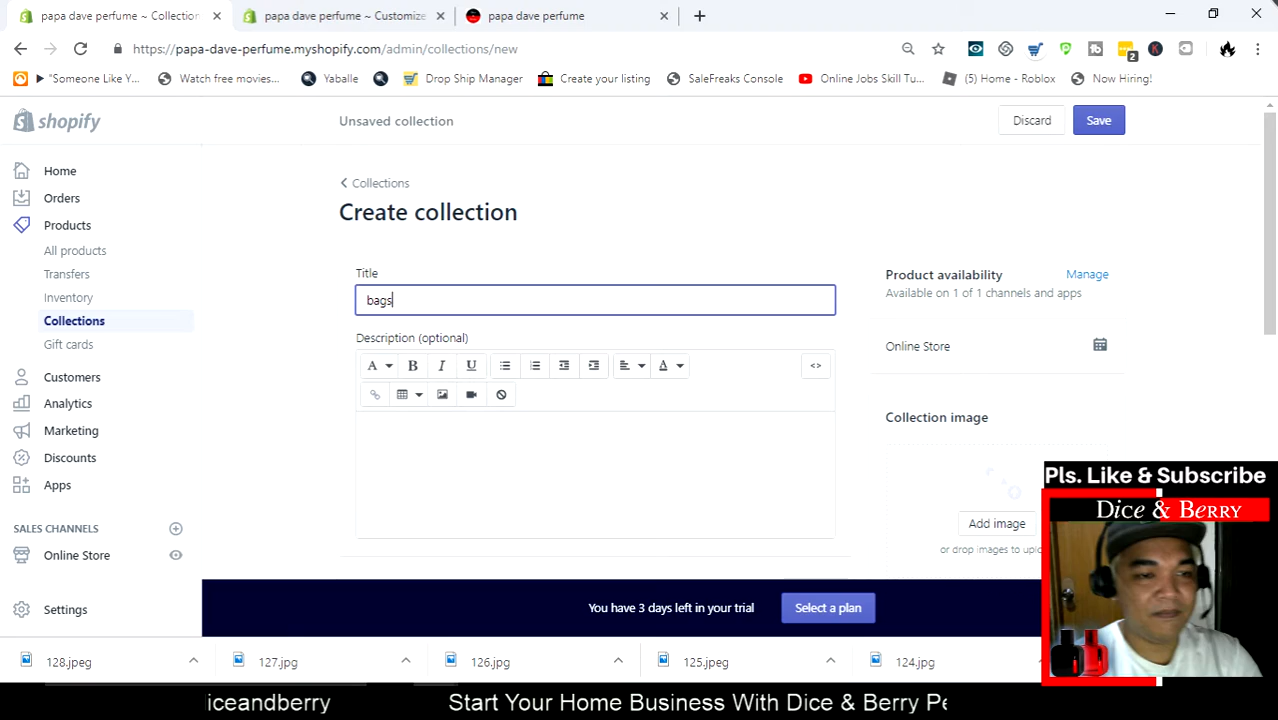 papa dave perfume ~ Collection
papa dave perfume ~ Customize
papa dave perfume
https://papa-dave-perfume.myshopify.com/admin/collections/new
2
"Someone Like Y...
Watch free movies...
Yaballe
Drop Ship Manager
Create your listing
SaleFreaks Console
Online Jobs Skill Tu...
(5) Home - Roblox
Now Hiring!
shopify
Unsaved collection
Discard
Save
Home
Orders
Products
All products
Transfers
Inventory
Collections
Gift cards
Customers
Analytics
Marketing
Discounts
Apps
SALES CHANNELS
Online Store
Settings
Collections
Create collection
Title
bags
Description (optional)
A
B
I
U
A
<>
Product availability
Manage
Available on 1 of 1 channels and apps
Online Store
Collection image
Add image
or drop images to uplo
You have 3 days left in your trial
Select a plan
Pls. Like & Subscribe
Dice & Berry
128.jpeg
127.jpg
126.jpg
125.jpeg
124.jpg
iceandberry
Start Your Home Business With Dice & Berry Pe